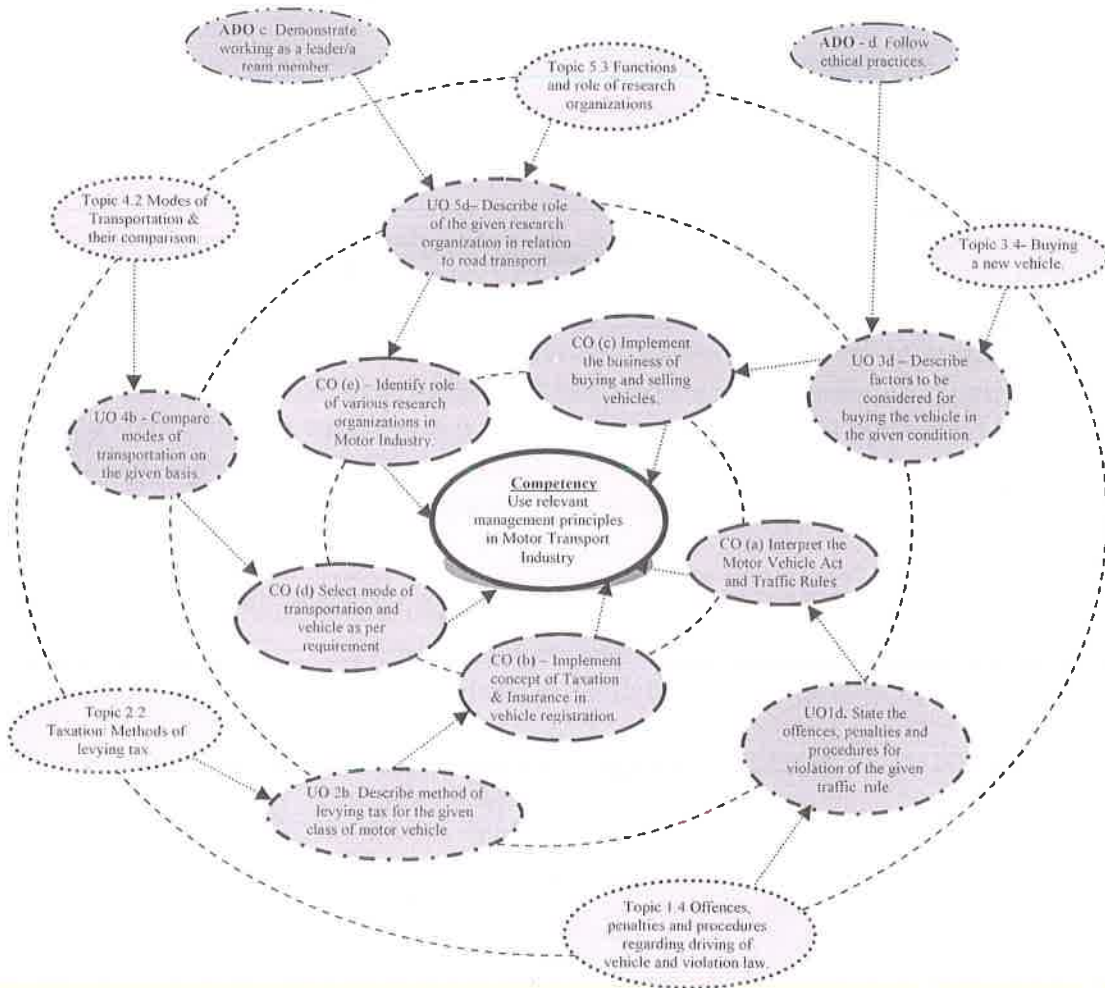 ADO c. Demonstrate
working as a leader/a
team member.
ADO - d. Follow
ethical practices.
Topic 5.3 Functions
and role of research
organizations
Topic 4.2 Modes of
Transportation &
their comparison.
UO 5d– Describe role
of the given research
organization in relation
to road transport
Topic 3.4- Buying
a new vehicle.
CO (c) Implement
the business of
buying and selling
vehicles.
CO (e) – Identify role
of various research
organizations in
Motor Industry.
UO 3d – Describe
factors to be
considered for
buying the vehicle in
the given condition
UO 4b - Compare
modes of
transportation on
the given basis.
Competency
Use relevant
management principles
in Motor Transport
Industry
CO (a) Interpret the
Motor Vehicle Act
and Traffic Rules
CO (d) Select mode of
transportation and
vehicle as per
requirement
CO (b) – Implement
concept of Taxation
& Insurance in
vehicle registration.
Topic 2.2
Taxation: Methods of
levying tax
UO1d. State the
offences, penalties and
procedures for
violation of the given
traffic rule
UO 2b. Describe method of
levying tax for the given
class of motor vehicle
Topic 1.4 Offences,
penalties and procedures
regarding driving of
vehicle and violation law.